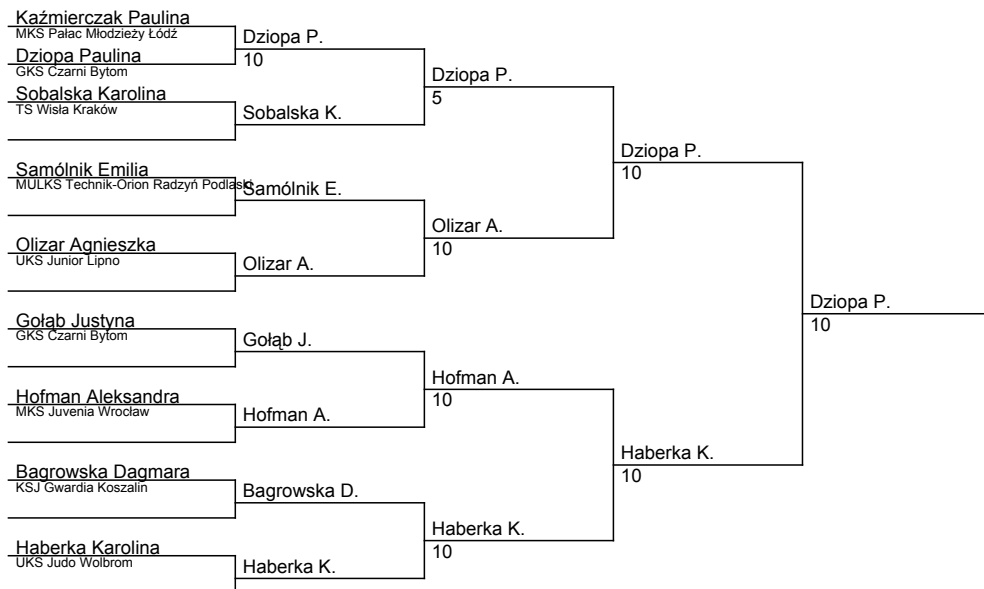 Kaźmierczak Paulina
MKS Pałac Młodzieży Łódź
Dziopa Paulina
GKS Czarni Bytom
Sobalska Karolina
TS Wisła Kraków
Samólnik Emilia
MULKS Technik-Orion Radzyń Podlaski
Olizar Agnieszka
UKS Junior Lipno
Gołąb Justyna
GKS Czarni Bytom
Hofman Aleksandra
MKS Juvenia Wrocław
Bagrowska Dagmara
KSJ Gwardia Koszalin
Haberka Karolina
UKS Judo Wolbrom
Dziopa P.
10
Sobalska K.
Samólnik E.
Olizar A.
Gołąb J.
Hofman A.
Bagrowska D.
Haberka K.
Dziopa P.
5
Olizar A.
10
Hofman A.
10
Haberka K.
10
Dziopa P.
10
Haberka K.
10
Dziopa P.
10